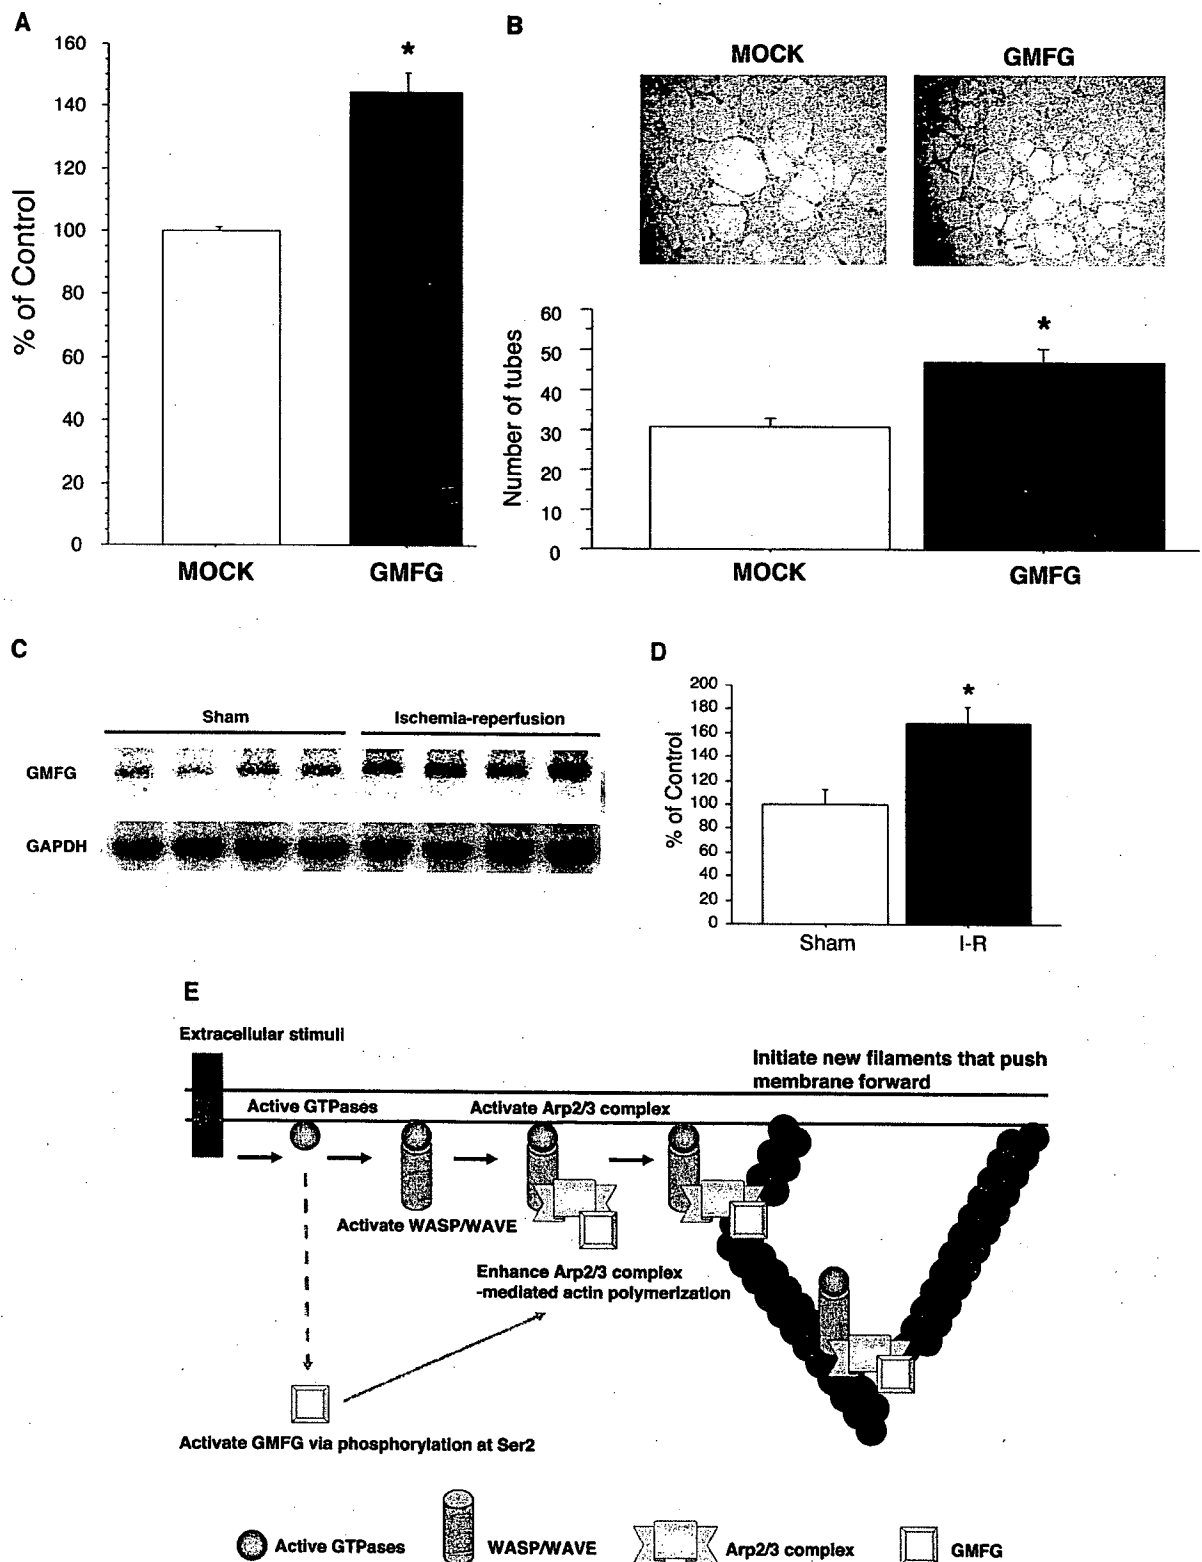 A
160
140
120
100
80
60
40
20
0
% of Control
*
MOCK
GMFG
B
MOCK
GMFG
60
50
40
30
20
10
0
Number of tubes
*
MOCK
GMFG
C
Sham
Ischemia-reperfusion
GMFG
GAPDH
D
200
180
160
140
120
100
80
60
40
20
0
% of Control
*
Sham
I-R
E
Extracellular stimuli
Initiate new filaments that push
membrane forward
Active GTPases
Activate Arp2/3 complex
Activate WASP/WAVE
Enhance Arp2/3 complex
-mediated actin polymerization
Activate GMFG via phosphorylation at Ser2
Active GTPases
WASP/WAVE
Arp2/3 complex
GMFG